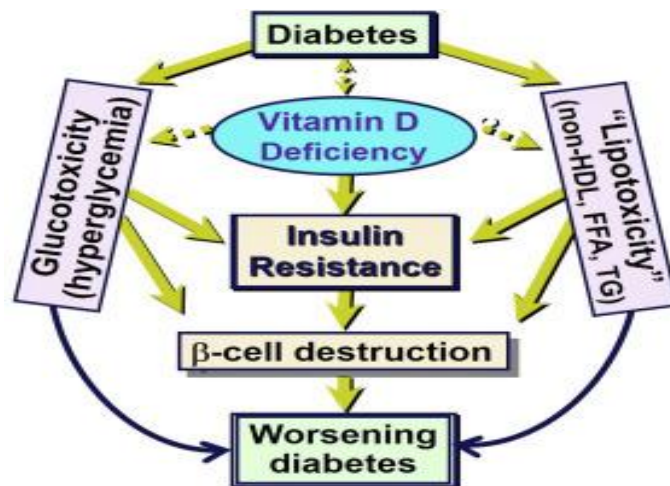 Diabetes
Glucotoxicity
(hyperglycemia)
Vitamin D
Deficiency
“Lipotoxicity”
(non-HDL, FFA, TG)
Insulin
Resistance
β-cell destruction
Worsening
diabetes